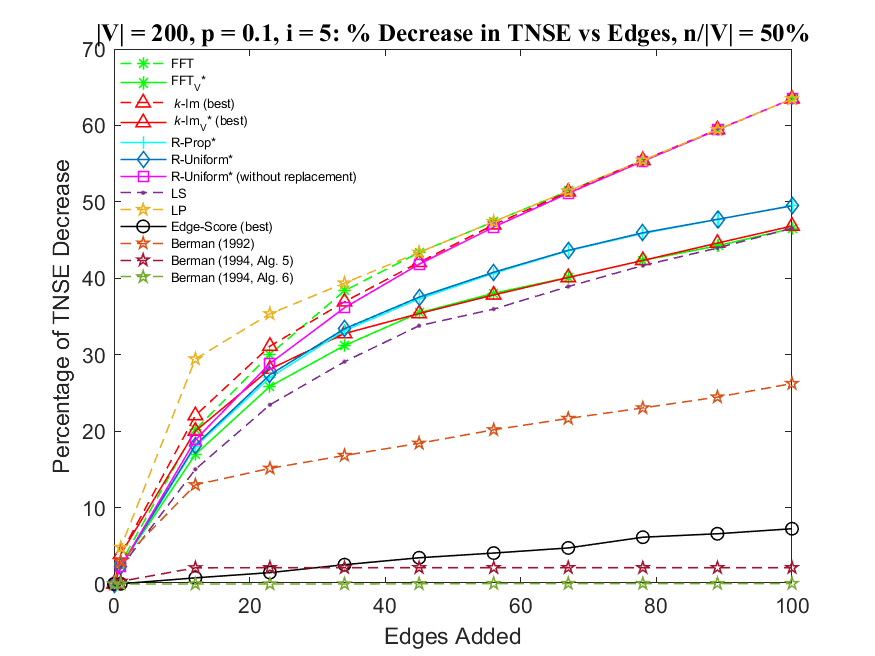 |V| = 200, p = 0.1, i = 5: % Decrease in TNSE vs Edges, n/|V| = 50%
70
60
50
40
30
20
10
0
Percentage of TNSE Decrease
FFT
FFT_V*
k-Im (best)
k-Im_V* (best)
R-Prop*
R-Uniform*
R-Uniform* (without replacement)
LS
LP
Edge-Score (best)
Berman (1992)
Berman (1994, Alg. 5)
Berman (1994, Alg. 6)
0 20 40 60 80 100
Edges Added